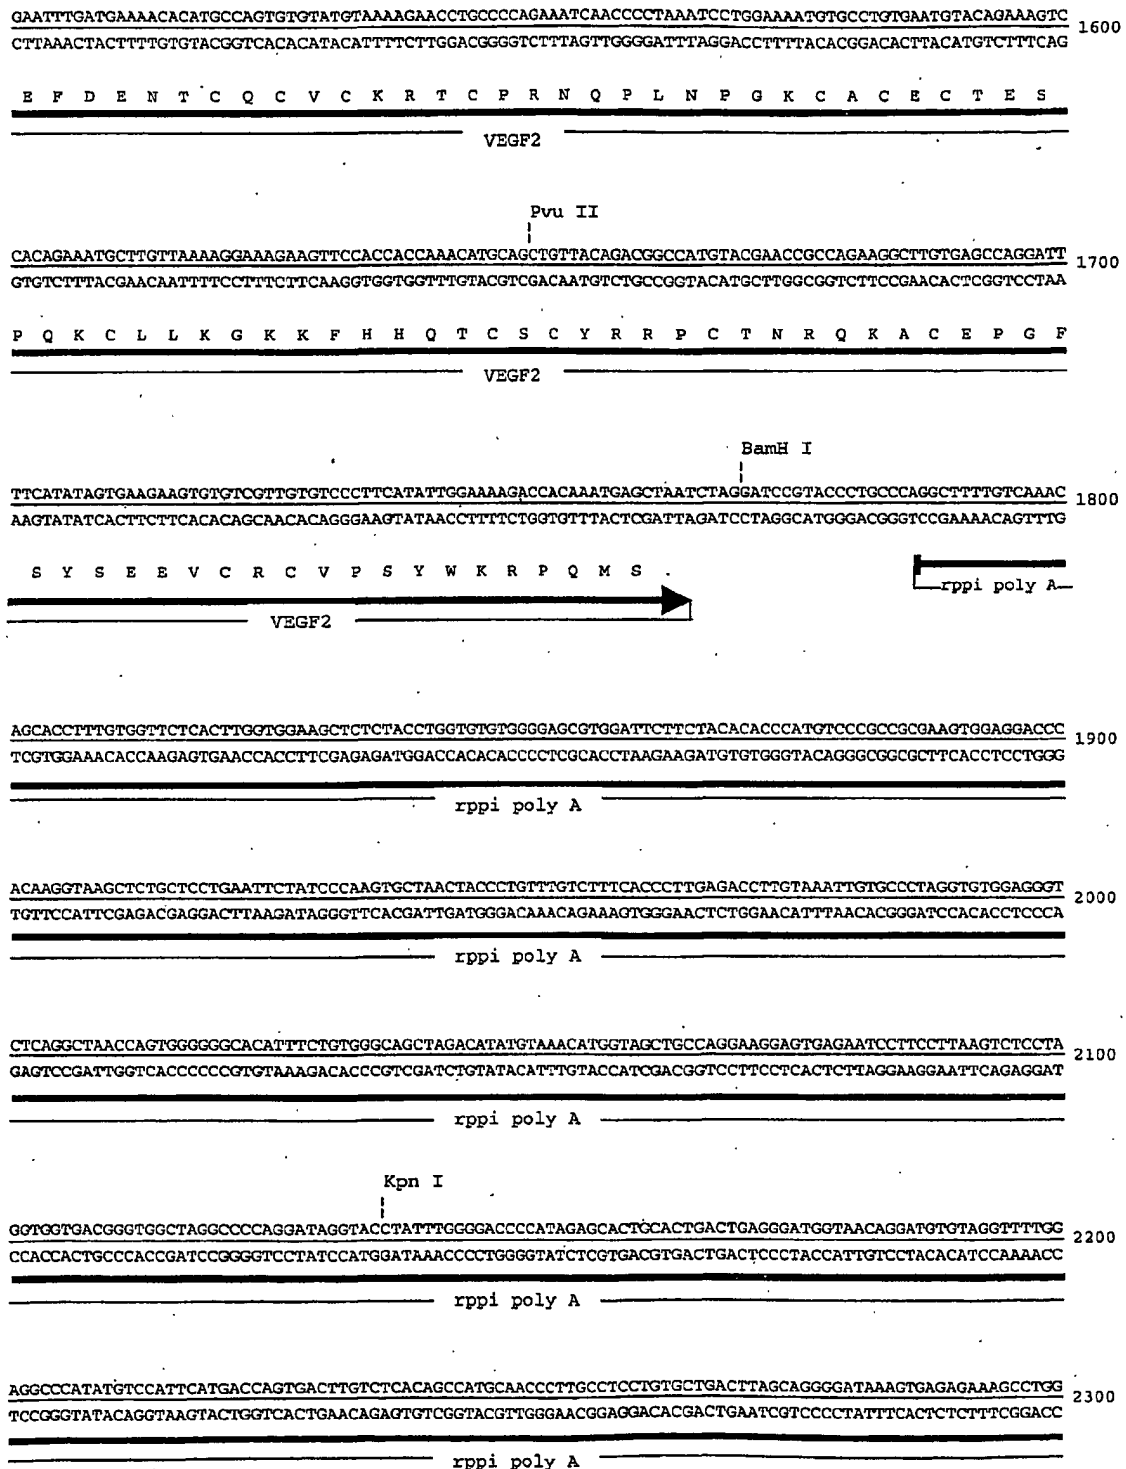 GAATTTGATGAAAACACATGCCAGTGTGTATGTAAAAGAACCTGCCCCAGAAATCAACCCCTAAATCCTGGAAAATGTGCCTGTGAATGTACAGAAAGTC
1600
CTTAAACTACTTTTGTGTACGGTCACACATACATTTTCTTGGACGGGGTCTTTAGTTGGGGATTTAGGACCTTTTACACGGACACTTACATGTCTTTCAG
E F D E N T C Q C V C K R T C P R N Q P L N P G K C A C E C T E S
VEGF2
Pvu II
CACAGAAATGCTTGTTAAAAGGAAAGAAGTTCCACCACCAAACATGCAGCTGTTACAGACGGCCATGTACGAACCGCCAGAAGGCTTGTGAGCCAGGATT
1700
GTGTCTTTACGAACAATTTTCCTTTCTTCAAGGTGGTGGTTTGTACGTCGACAATGTCTGCCGGTACATGCTTGGCGGTCTTCCGAACACTCGGTCCTAA
P Q K C L L K G K K F H H Q T C S C Y R R P C T N R Q K A C E P G F
VEGF2
BamH I
TTCATATAGTGAAGAAGTGTGTCGTTGTGTCCCTTCATATTGGAAAAGACCACAAATGAGCTAATCTAGGATCCGTACCCTGCCCAGGCTTTTGTCAAAC
1800
AAGTATATCACTTCTTCACACAGCAACACAGGGAAGTATAACCTTTTCTGGTGTTTACTCGATTAGATCCTAGGCATGGGACGGGTCCGAAAACAGTTTG
S Y S E E V C R C V P S Y W K R P Q M S .
rppi poly A
VEGF2
AGCACCTTTGTGGTTCTCACTTGGTGGAAGCTCTCTACCTGGTGTGTGGGGAGCGTGGATTCTTCTACACACCCATGTCCCGCCGCGAAGTGGAGGACCC
1900
TCGTGGAAACACCAAGAGTGAACCACCTTCGAGAGATGGACCACACACCCCTCGCACCTAAGAAGATGTGTGGGTACAGGGCGGCGCTTCACCTCCTGGG
rppi poly A
ACAAGGTAAGCTCTGCTCCTGAATTCTATCCCAAGTGCTAACTACCCTGTTTGTCTTTCACCCTTGAGACCTTGTAAATTGTGCCCTAGGTGTGGAGGGT
2000
TGTTCCATTCGAGACGAGGACTTAAGATAGGGTTCACGATTGATGGGACAAACAGAAAGTGGGAACTCTGGAACATTTAACACGGGATCCACACCTCCCA
rppi poly A
CTCAGGCTAACCAGTGGGGGGCACATTTCTGTGGGCAGCTAGACATATGTAAACATGGTAGCTGCCAGGAAGGAGTGAGAATCCTTCCTTAAGTCTCCTA
2100
GAGTCCGATTGGTCACCCCCCGTGTAAAGACACCCGTCGATCTGTATACATTTGTACCATCGACGGTCCTTCCTCACTCTTAGGAAGGAATTCAGAGGAT
rppi poly A
Kpn I
GGTGGTGACGGGTGGCTAGGCCCCAGGATAGGTACCTATTTGGGGACCCCATAGAGCACTGCACTGACTGAGGGATGGTAACAGGATGTGTAGGTTTTGG
2200
CCACCACTGCCCACCGATCCGGGGTCCTATCCATGGATAAACCCCTGGGGTATCTCGTGACGTGACTGACTCCCTACCATTGTCCTACACATCCAAAACC
rppi poly A
AGGCCCATATGTCCATTCATGACCAGTGACTTGTCTCACAGCCATGCAACCCTTGCCTCCTGTGCTGACTTAGCAGGGGATAAAGTGAGAGAAAGCCTGG
2300
TCCGGGTATACAGGTAAGTACTGGTCACTGAACAGAGTGTCGGTACGTTGGGAACGGAGGACACGACTGAATCGTCCCCTATTTCACTCTCTTTCGGACC
rppi poly A